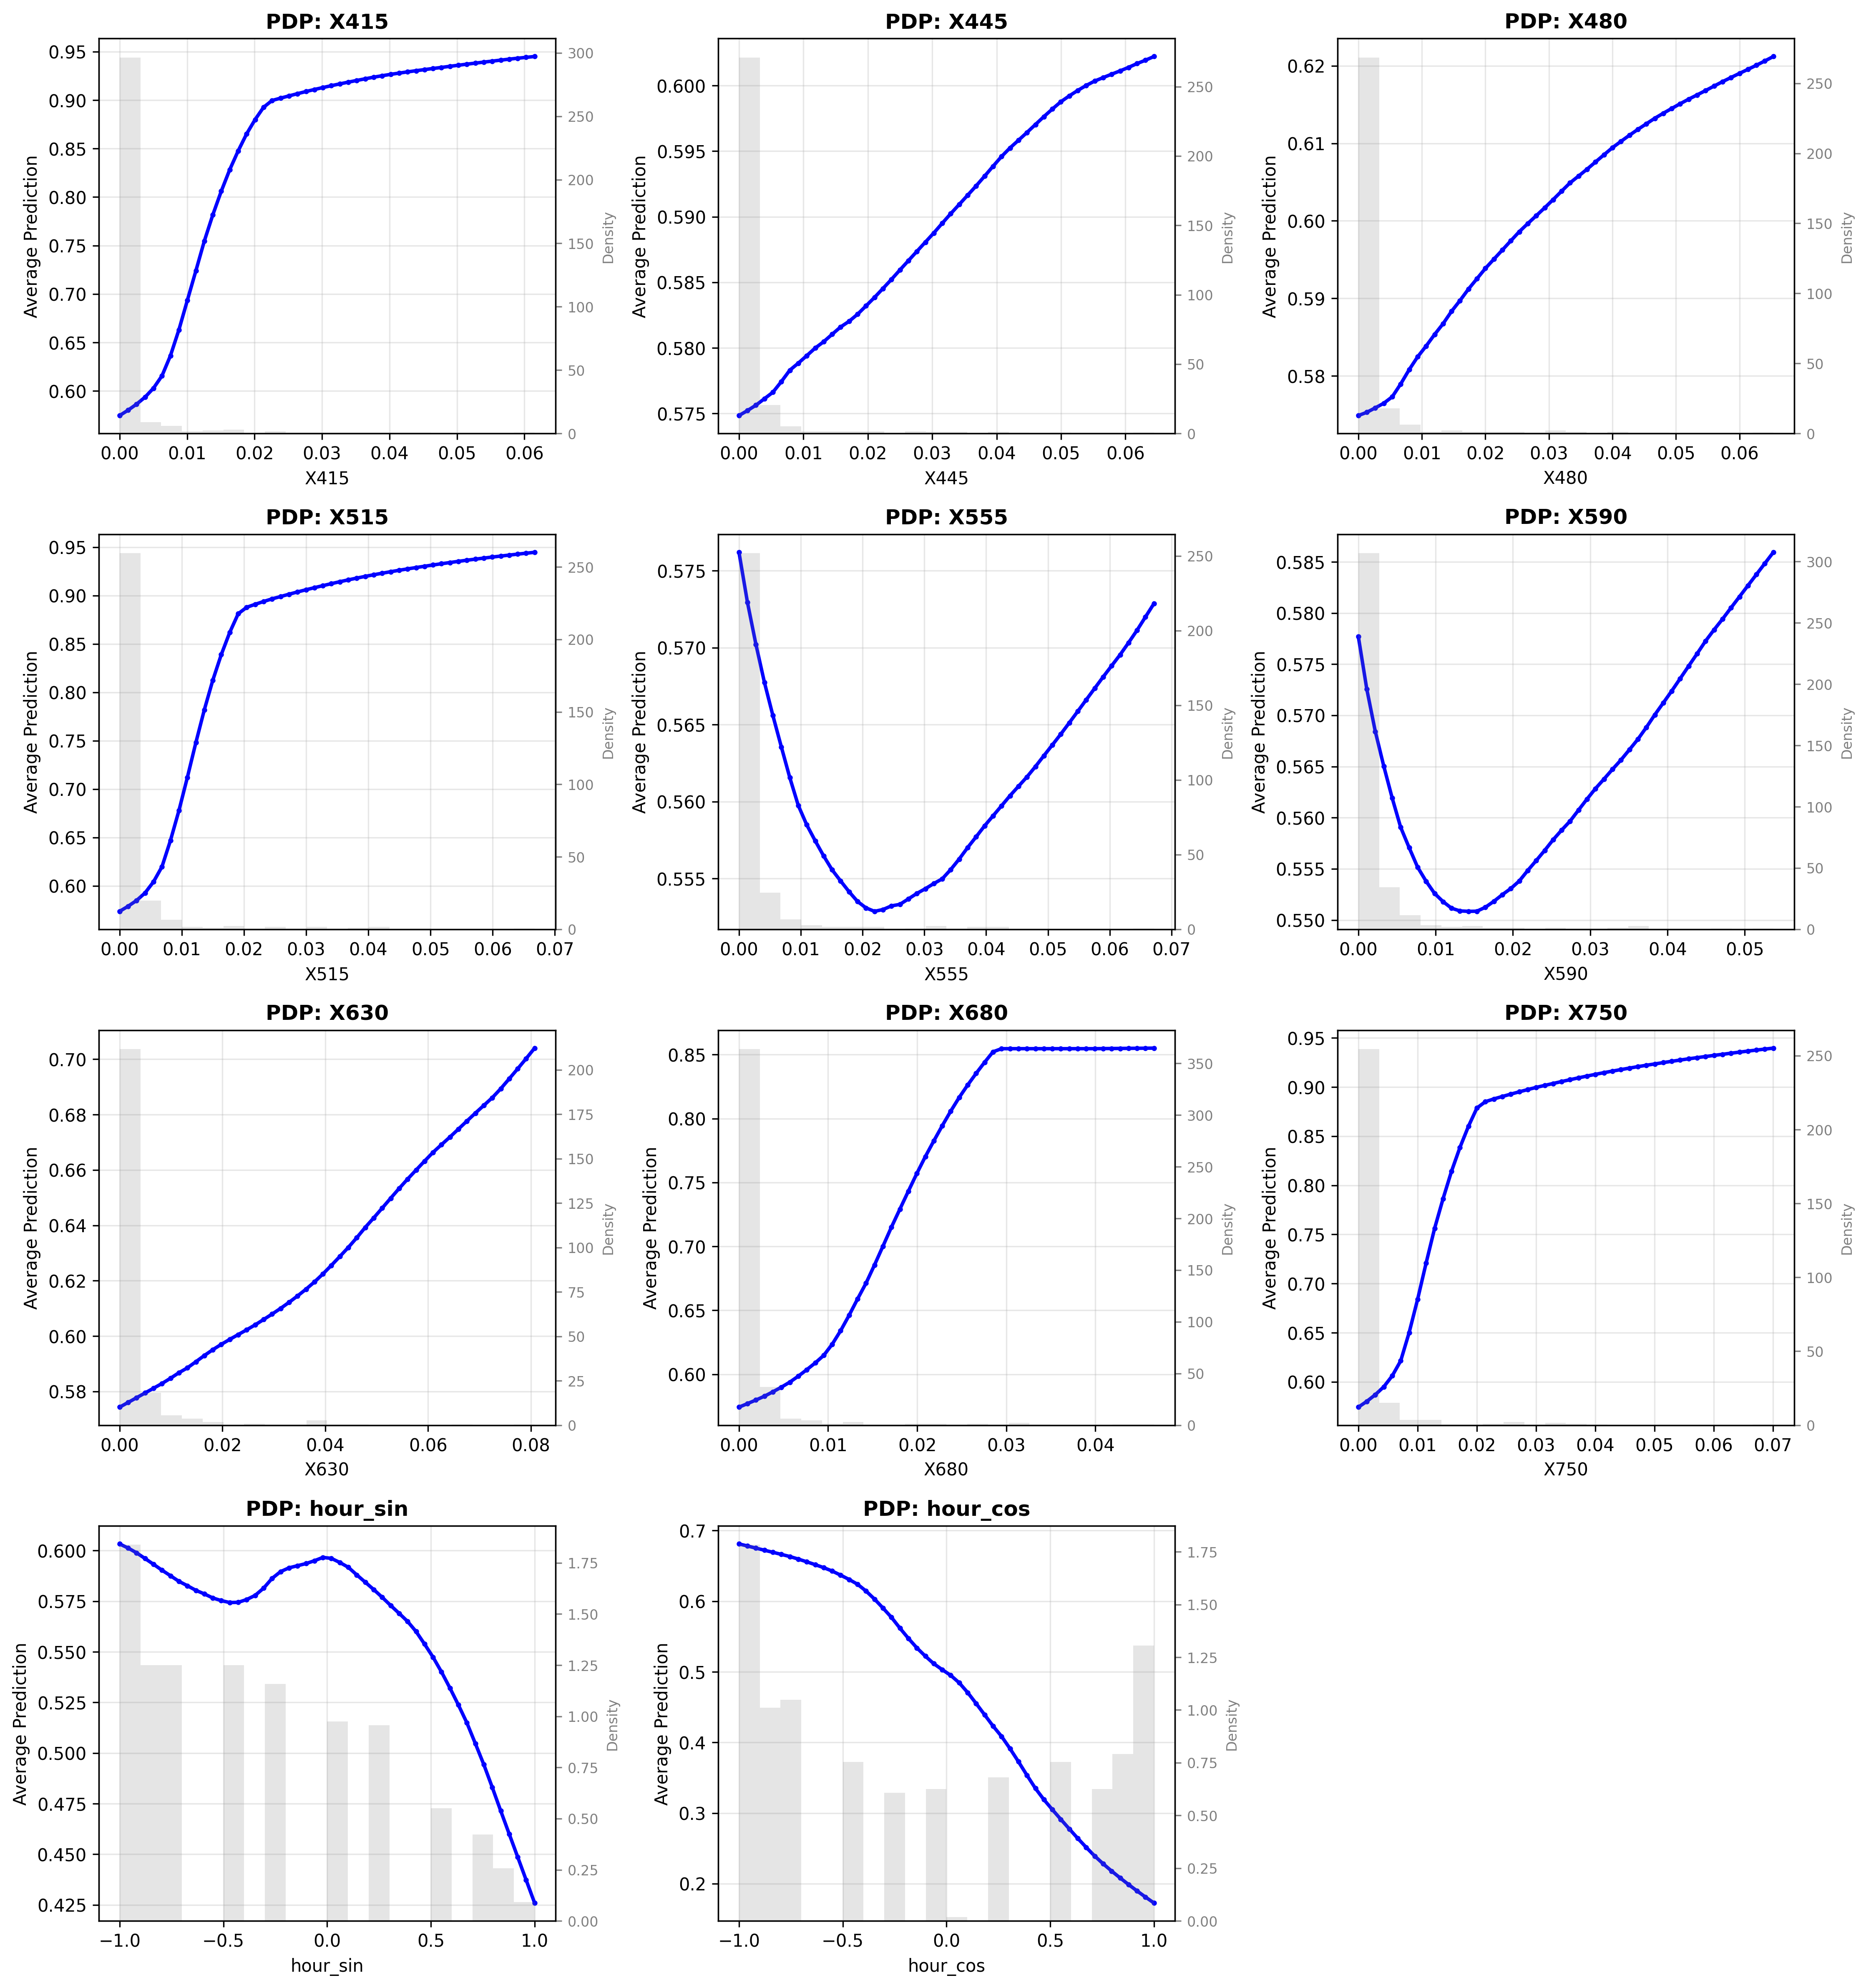 PDP: X415
0.95
0.90
0.85
0.80
0.75
0.70
0.65
0.60
Average Prediction
300
250
200
150
100
50
0
Density
0.00 0.01 0.02 0.03 0.04 0.05 0.06
X415
PDP: X445
0.600
0.595
0.590
0.585
0.580
0.575
Average Prediction
250
200
150
100
50
0
Density
0.00 0.01 0.02 0.03 0.04 0.05 0.06
X445
PDP: X480
0.62
0.61
0.60
0.59
0.58
Average Prediction
250
200
150
100
50
0
Density
0.00 0.01 0.02 0.03 0.04 0.05 0.06
X480
PDP: X515
0.95
0.90
0.85
0.80
0.75
0.70
0.65
0.60
Average Prediction
250
200
150
100
50
0
Density
0.00 0.01 0.02 0.03 0.04 0.05 0.06 0.07
X515
PDP: X555
0.575
0.570
0.565
0.560
0.555
Average Prediction
250
200
150
100
50
0
Density
0.00 0.01 0.02 0.03 0.04 0.05 0.06 0.07
X555
PDP: X590
0.585
0.580
0.575
0.570
0.565
0.560
0.555
0.550
Average Prediction
300
250
200
150
100
50
0
Density
0.00 0.01 0.02 0.03 0.04 0.05
X590
PDP: X630
0.70
0.68
0.66
0.64
0.62
0.60
0.58
Average Prediction
200
175
150
125
100
75
50
25
0
Density
0.00 0.02 0.04 0.06 0.08
X630
PDP: X680
0.85
0.80
0.75
0.70
0.65
0.60
Average Prediction
350
300
250
200
150
100
50
0
Density
0.00 0.01 0.02 0.03 0.04
X680
PDP: X750
0.95
0.90
0.85
0.80
0.75
0.70
0.65
0.60
Average Prediction
250
200
150
100
50
0
Density
0.00 0.01 0.02 0.03 0.04 0.05 0.06 0.07
X750
PDP: hour_sin
0.600
0.575
0.550
0.525
0.500
0.475
0.450
0.425
Average Prediction
1.75
1.50
1.25
1.00
0.75
0.50
0.25
0.00
Density
−1.0 −0.5 0.0 0.5 1.0
hour_sin
PDP: hour_cos
0.7
0.6
0.5
0.4
0.3
0.2
Average Prediction
1.75
1.50
1.25
1.00
0.75
0.50
0.25
0.00
Density
−1.0 −0.5 0.0 0.5 1.0
hour_cos